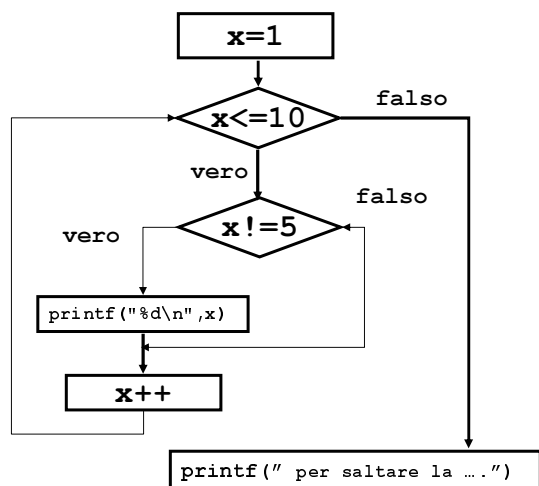 x=1
x<=10
falso
vero
falso
x!=5
vero
printf("%d\n",x)
x++
printf(” per saltare la ….”)